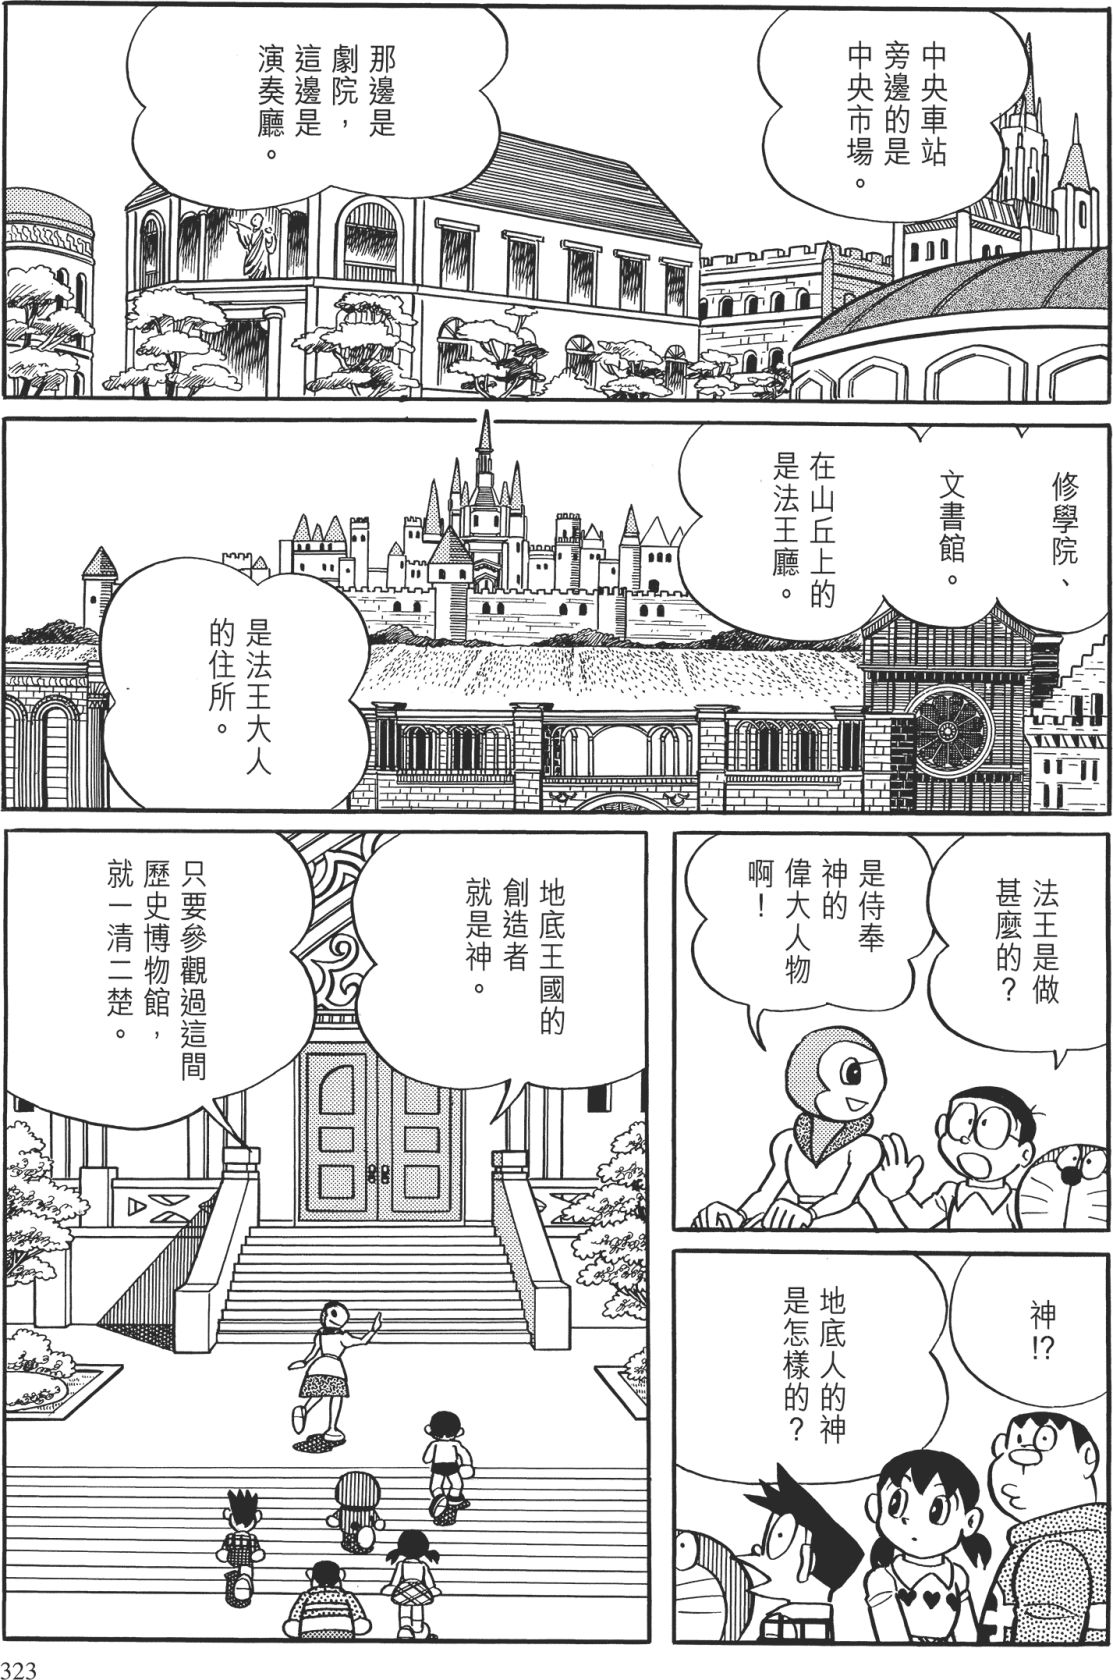 中央車站
旁邊的是
中央市場。
那邊是
劇院，
這邊是
演奏廳。
修學院、
文書館。
在山丘上的
是法王廳。
是法王大人
的住所。
法王是做
甚麼的？
是侍奉
神的
偉大人物
啊！
神!?
地底人的神
是怎樣的？
地底王國的
創造者
就是神。
只要參觀過這間
歷史博物館，
就一清二楚。
323